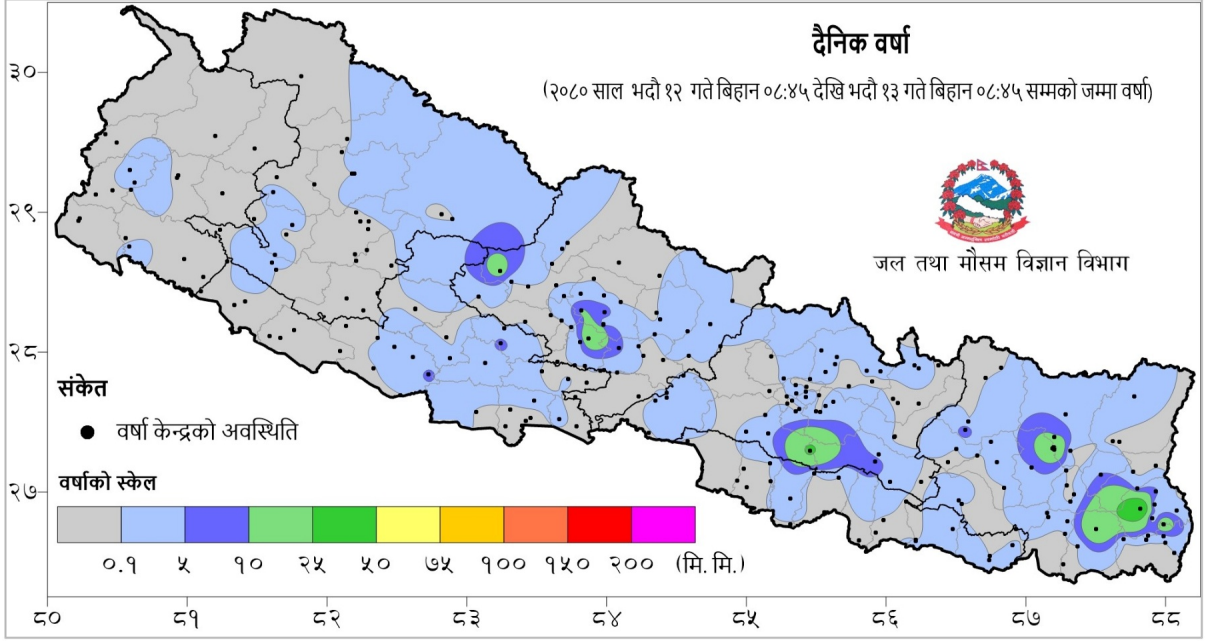 दैनिक वर्षा
(२०८० साल भदौ १२ गते बिहान ०८:४५ देखि भदौ १३ गते बिहान ०८:४५ सम्मको जम्मा वर्षा)
जल तथा मौसम विज्ञान विभाग
३०
२९
२८
२७
संकेत
वर्षा केन्द्रको अवस्थिति
वर्षाको स्केल
०.१ ५ १० २५ ५० ७५ १०० १५० २०० (मि. मि.)
८० ८१ ८२ ८३ ८४ ८५ ८६ ८७ ८८